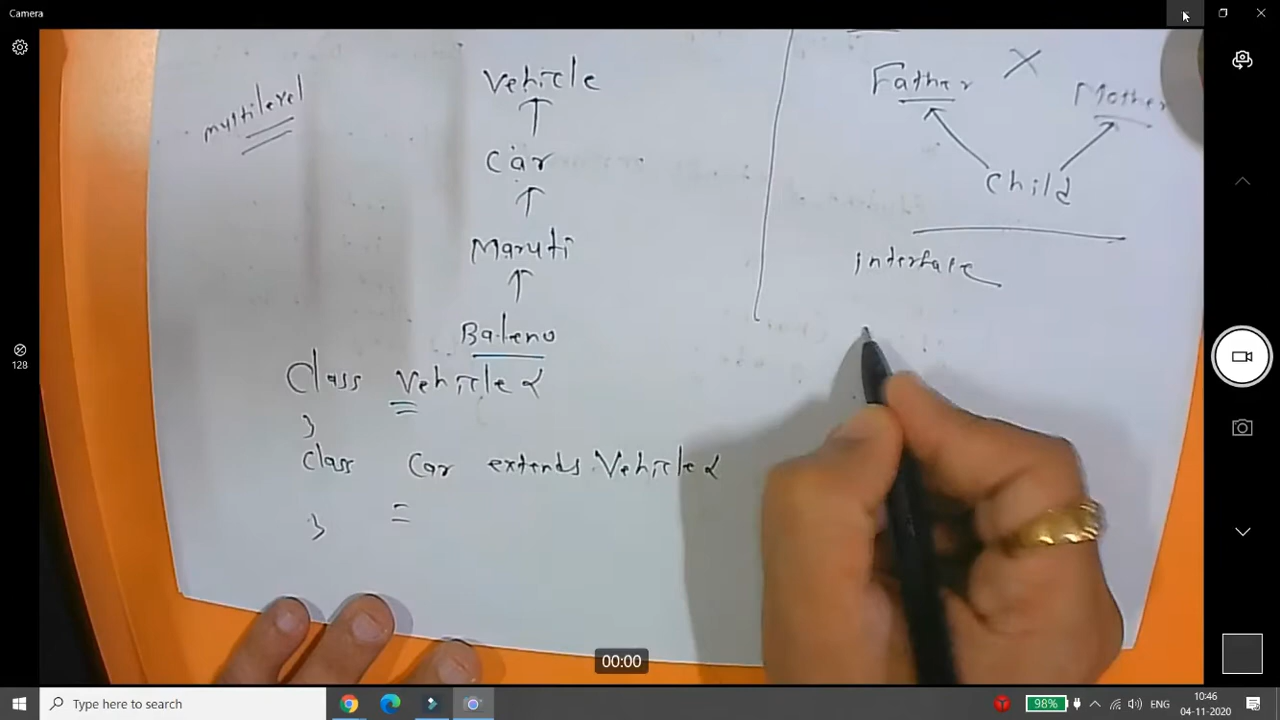 Camera
multilevel
Vehicle
Car
Maruti
Baleno
Class Vehicle {
}
class Car extends Vehicle {
}
Father X Mother
Child
interface
128
00:00
Type here to search
98%
ENG
10:46
04-11-2020